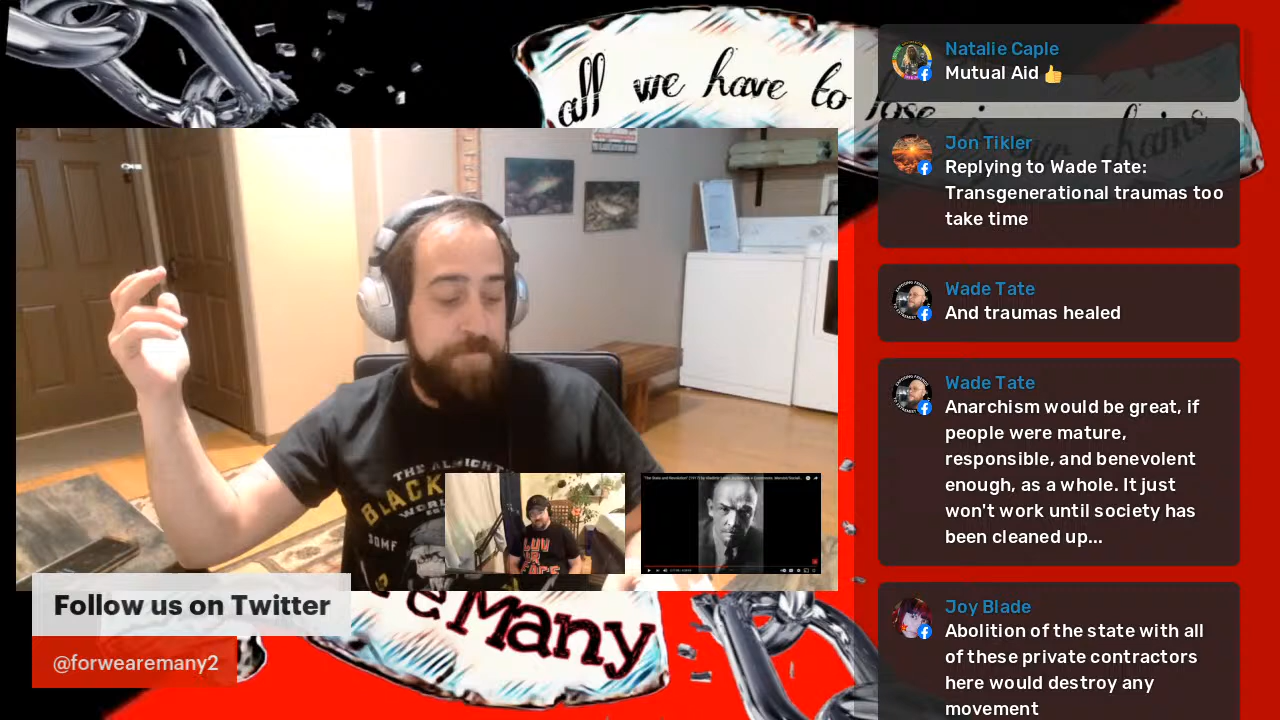 all we have to
lose is our chains
Natalie Caple
Mutual Aid 👍
Jon Tikler
Replying to Wade Tate:
Transgenerational traumas too
take time
Wade Tate
And traumas healed
Wade Tate
Anarchism would be great, if
people were mature,
responsible, and benevolent
enough, as a whole. It just
won't work until society has
been cleaned up...
Joy Blade
Abolition of the state with all
of these private contractors
here would destroy any
movement
THE ALMIGHTY
BLACK
WOR
SOMF
LUV
UR
Follow us on Twitter
@forwearemany2
Many